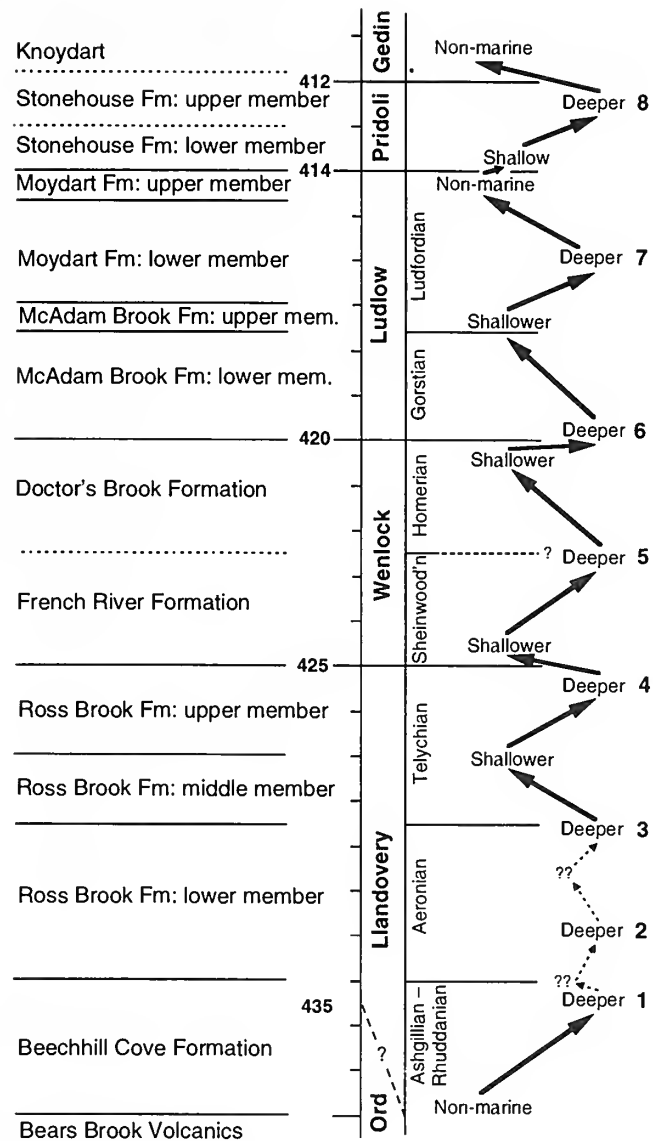 Knoydart
Stonehouse Fm: upper member
Stonehouse Fm: lower member
Moydart Fm: upper member
Moydart Fm: lower member
McAdam Brook Fm: upper mem.
McAdam Brook Fm: lower mem.
Doctor's Brook Formation
French River Formation
Ross Brook Fm: upper member
Ross Brook Fm: middle member
Ross Brook Fm: lower member
Beechhill Cove Formation
Bears Brook Volcanics
412
414
420
425
435
Gedin
Pridoli
Ludlow
Wenlock
Llandovery
?
Ord
Ludfordian
Gorstian
Homerian
Sheinwood'n
Telychian
Aeronian
Ashgillian –
Rhuddanian
Non-marine
Deeper 8
Shallow
Non-marine
Deeper 7
Shallower
Deeper 6
Shallower
? Deeper 5
Shallower
Deeper 4
Shallower
Deeper 3
??
Deeper 2
??
Deeper 1
Non-marine